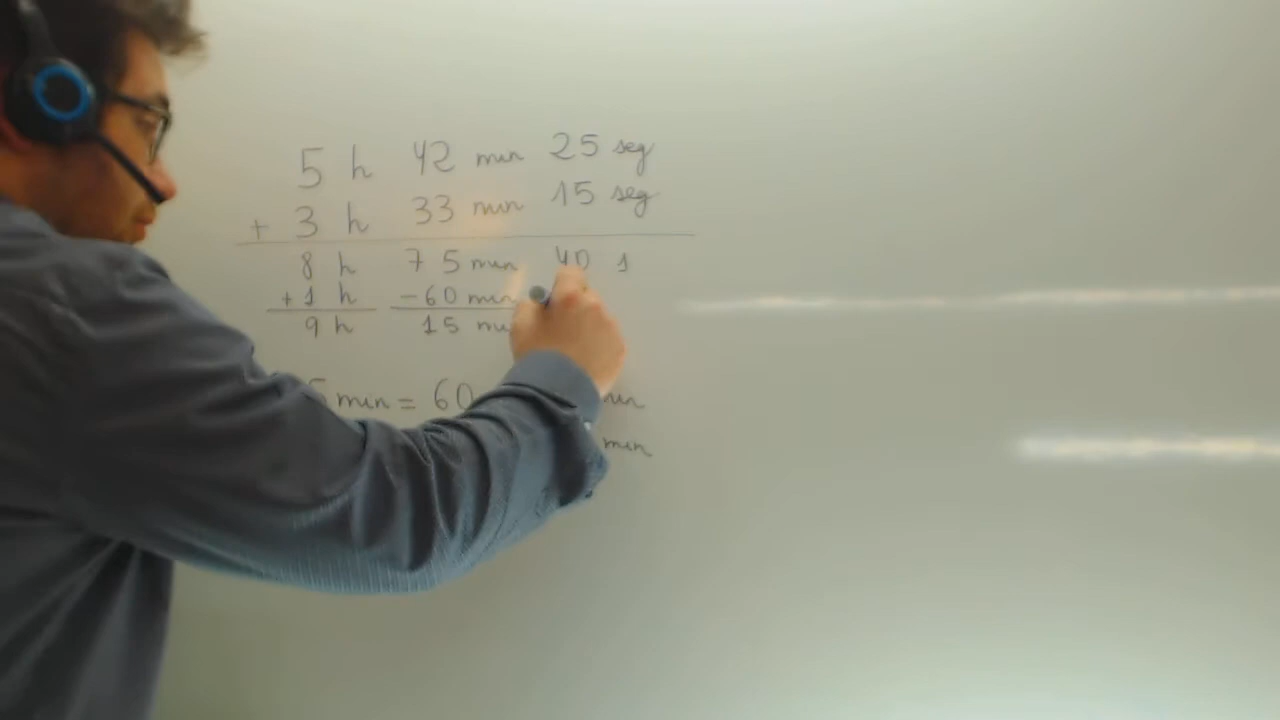 5 h 42 min 25 seg
+ 3 h 33 min 15 seg
8 h 75 min 40 s
+ 1 h - 60 min
9 h 15
min = 60
min